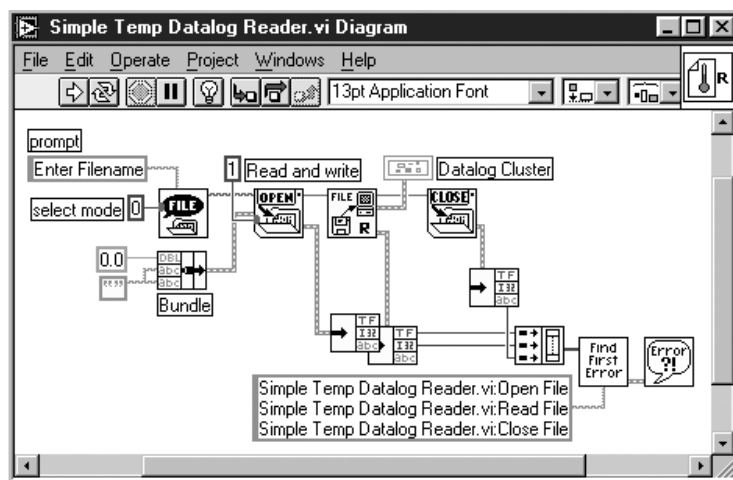 Simple Temp Datalog Reader.vi Diagram
File Edit Operate Project Windows Help
13pt Application Font
R
prompt
Enter Filename
1 Read and write
Datalog Cluster
select mode 0
FILE
OPEN
FILE
R
CLOSE
0.0
DBL
abc
abc
""
Bundle
TF
I32
abc
TF
I32
abc
TF
I32
abc
Find
First
Error
Error
?!
Simple Temp Datalog Reader.vi:Open File
Simple Temp Datalog Reader.vi:Read File
Simple Temp Datalog Reader.vi:Close File